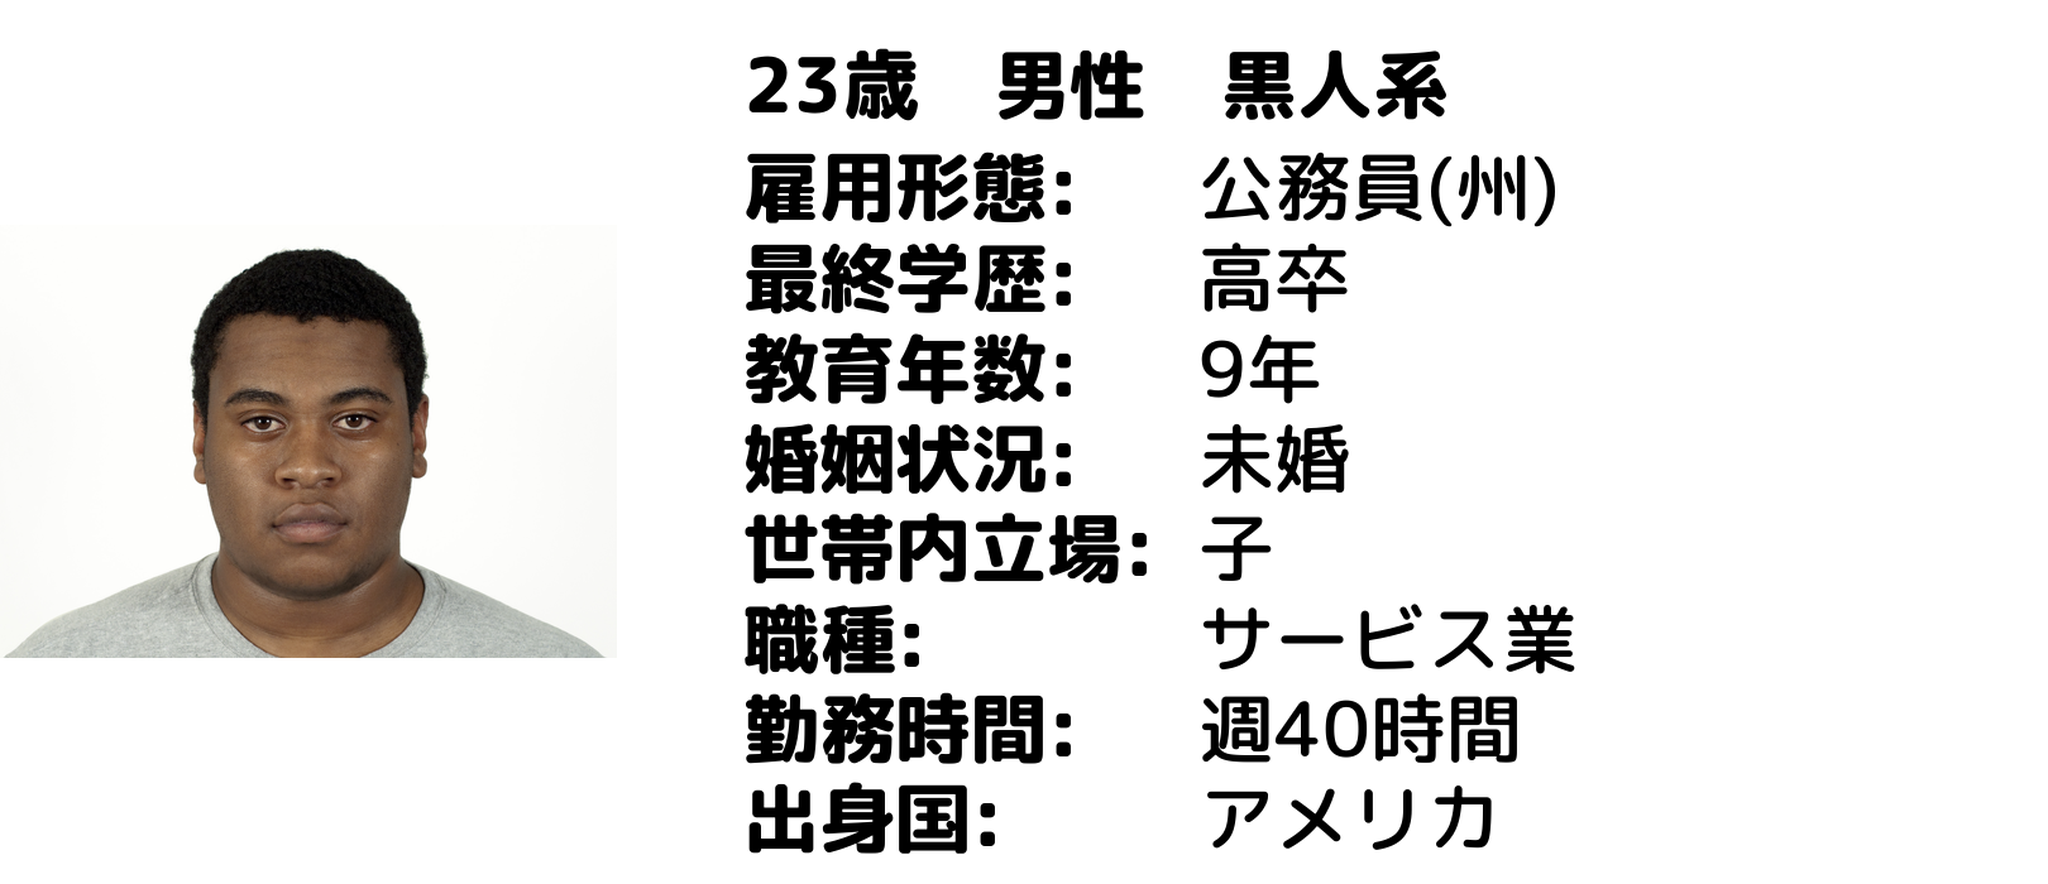 23歳　男性　黒人系
雇用形態:　公務員(州)
最終学歴:　高卒
教育年数:　9年
婚姻状況:　未婚
世帯内立場:　子
職種:　サービス業
勤務時間:　週40時間
出身国:　アメリカ